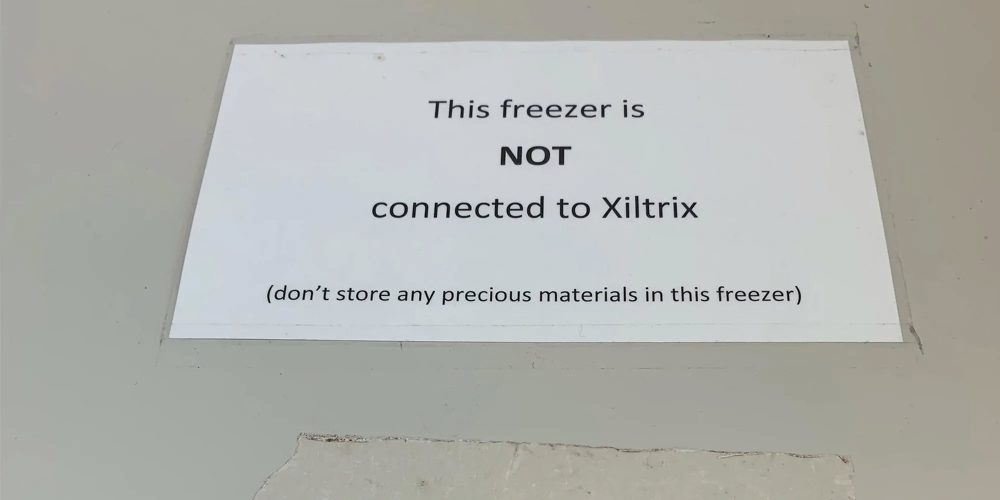 This freezer is
NOT
connected to Xiltrix
(don’t store any precious materials in this freezer)